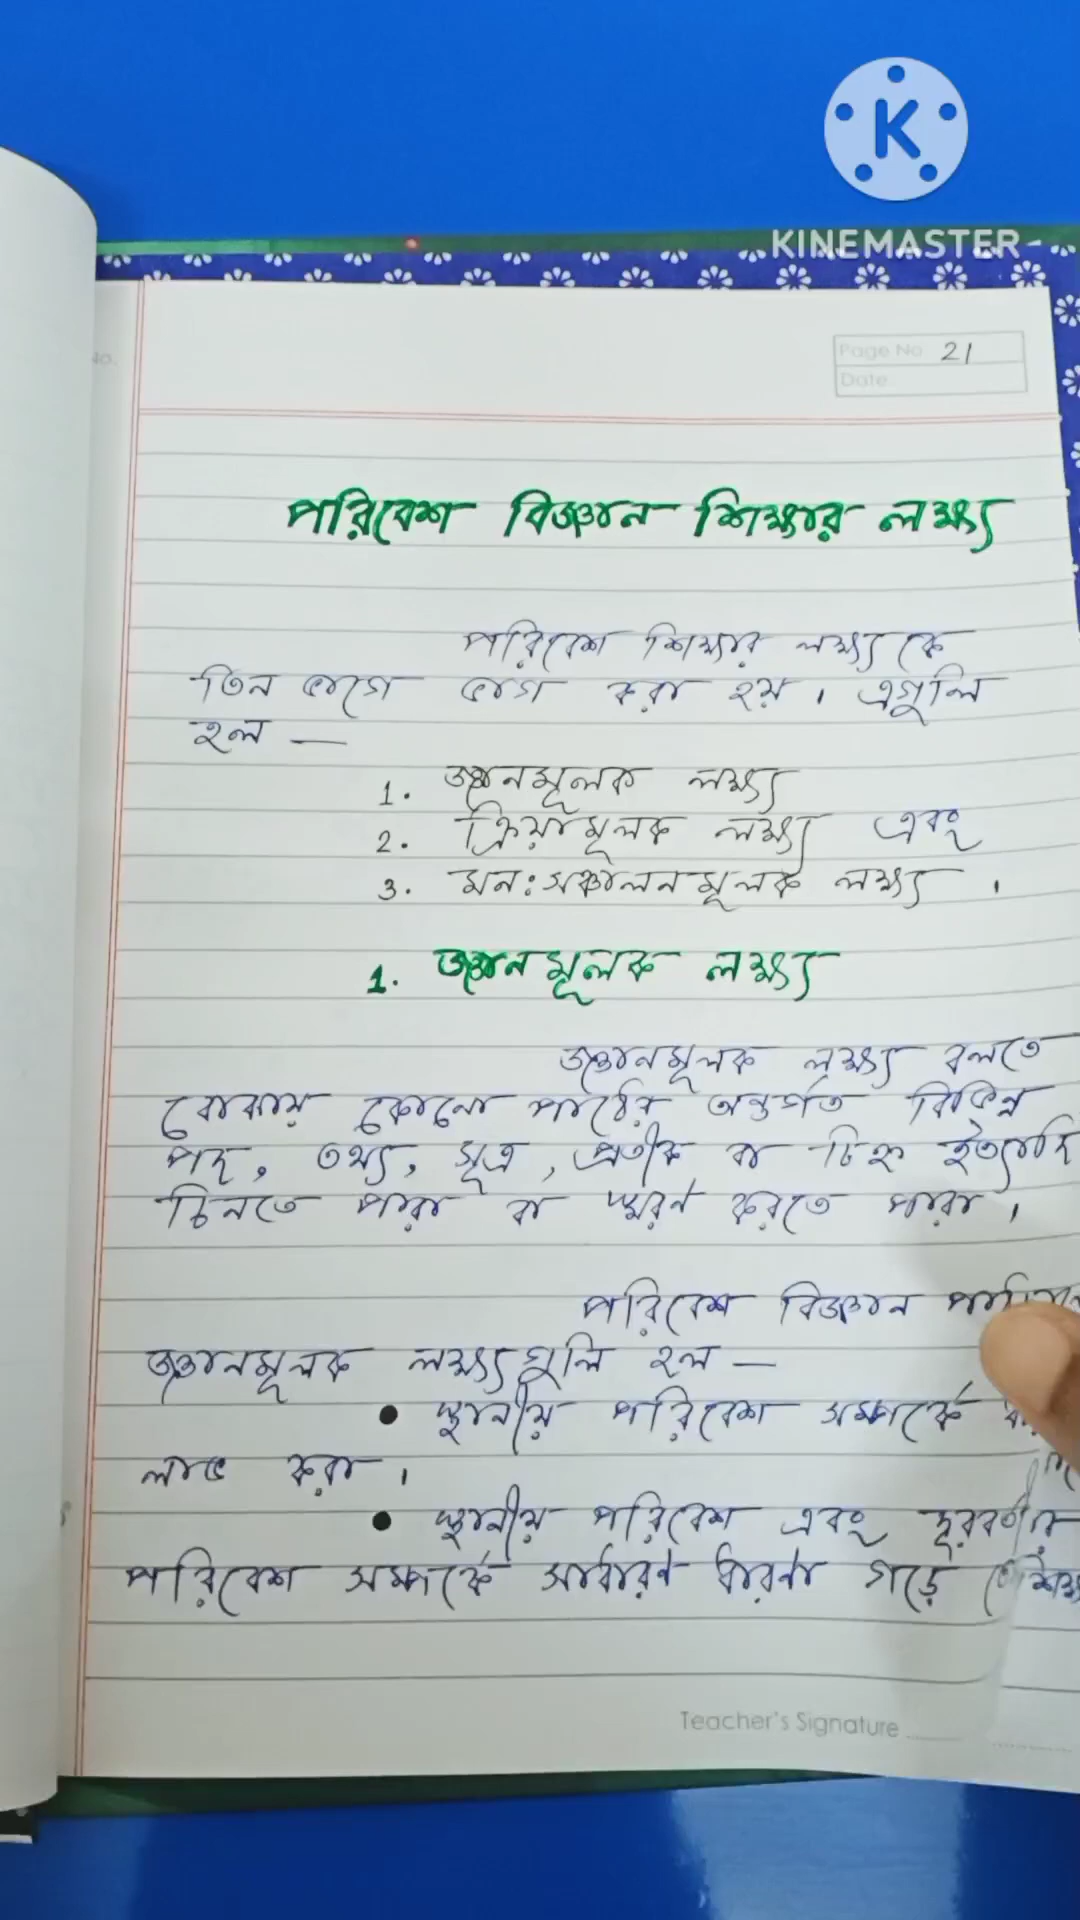 K
KINEMASTER
No.
Page No 21
Date
পরিবেশ বিজ্ঞান শিক্ষার লক্ষ্য
পরিবেশ শিক্ষার লক্ষ্যকে
তিন ভাগে ভাগ করা হয়। এগুলি
হল —
1. জ্ঞানমূলক লক্ষ্য
2. ক্রিয়ামূলক লক্ষ্য এবং
3. মনঃসঞ্চালনমূলক লক্ষ্য।
1. জ্ঞানমূলক লক্ষ্য
জ্ঞানমূলক লক্ষ্য বলতে
বোঝায় কোনো পাঠের অন্তর্গত বিভিন্ন
পদ, তথ্য, সূত্র, প্রতীক বা চিহ্ন ইত্যাদি
চিনতে পারা বা স্মরণ করতে পারা।
পরিবেশ বিজ্ঞান
জ্ঞানমূলক লক্ষ্যগুলি হল —
● স্থানীয় পরিবেশ সম্পর্কে
লাভ করা।
● স্থানীয় পরিবেশ এবং দূরবর্তী
পরিবেশ সম্পর্কে সাধারণ ধারণা গড়ে
Teacher's Signature